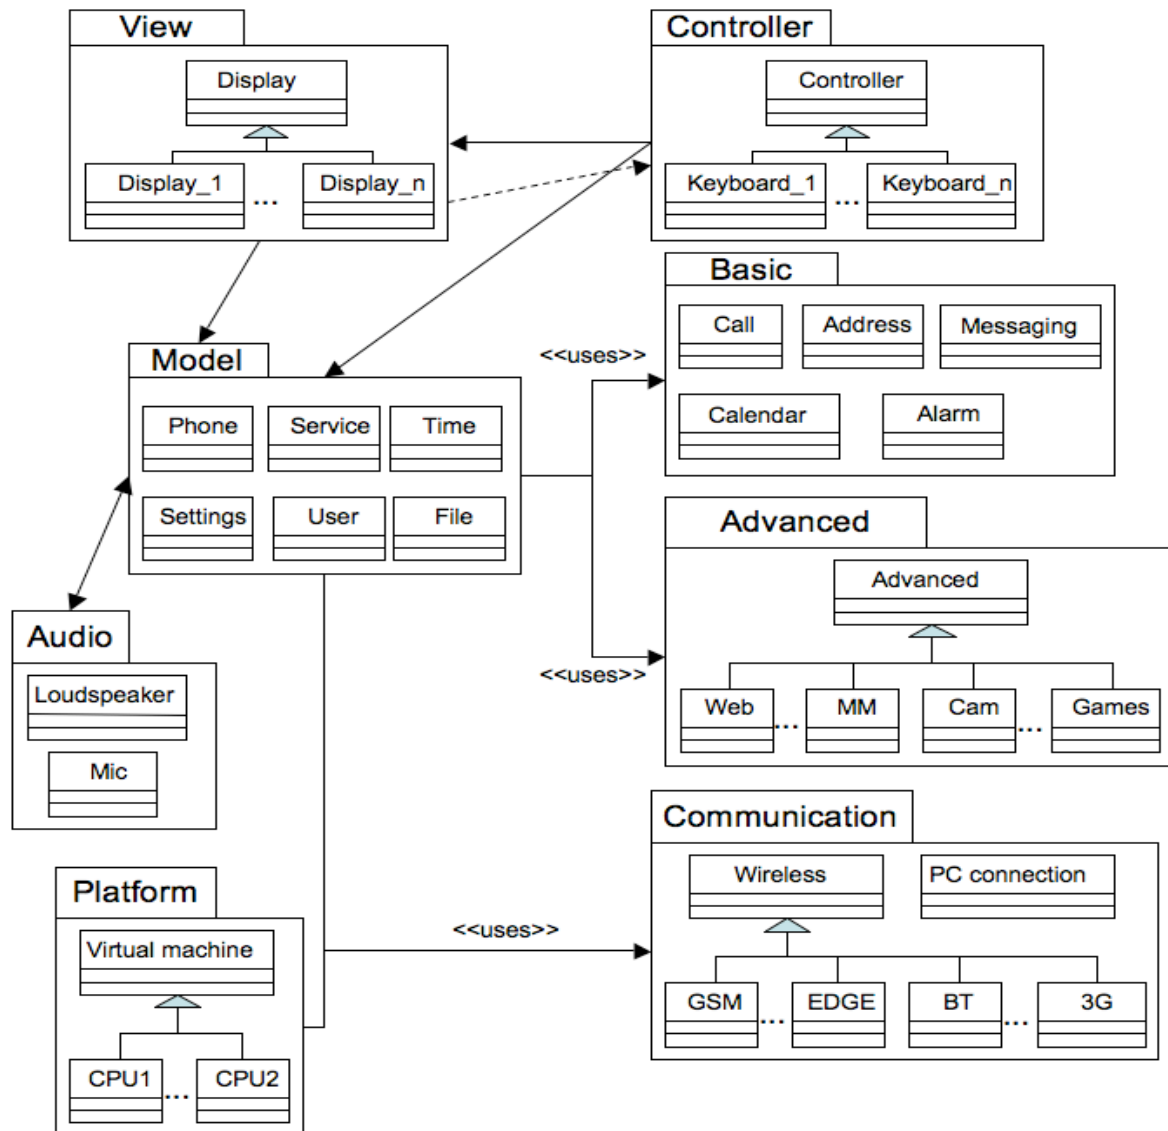 View
Display
Display_1
...
Display_n
Controller
Controller
Keyboard_1
...
Keyboard_n
Model
Phone
Service
Time
Settings
User
File
<<uses>>
Basic
Call
Address
Messaging
Calendar
Alarm
<<uses>>
Advanced
Advanced
Web
...
MM
Cam
...
Games
Audio
Loudspeaker
Mic
Platform
Virtual machine
CPU1
...
CPU2
<<uses>>
Communication
Wireless
PC connection
GSM
...
EDGE
BT
...
3G